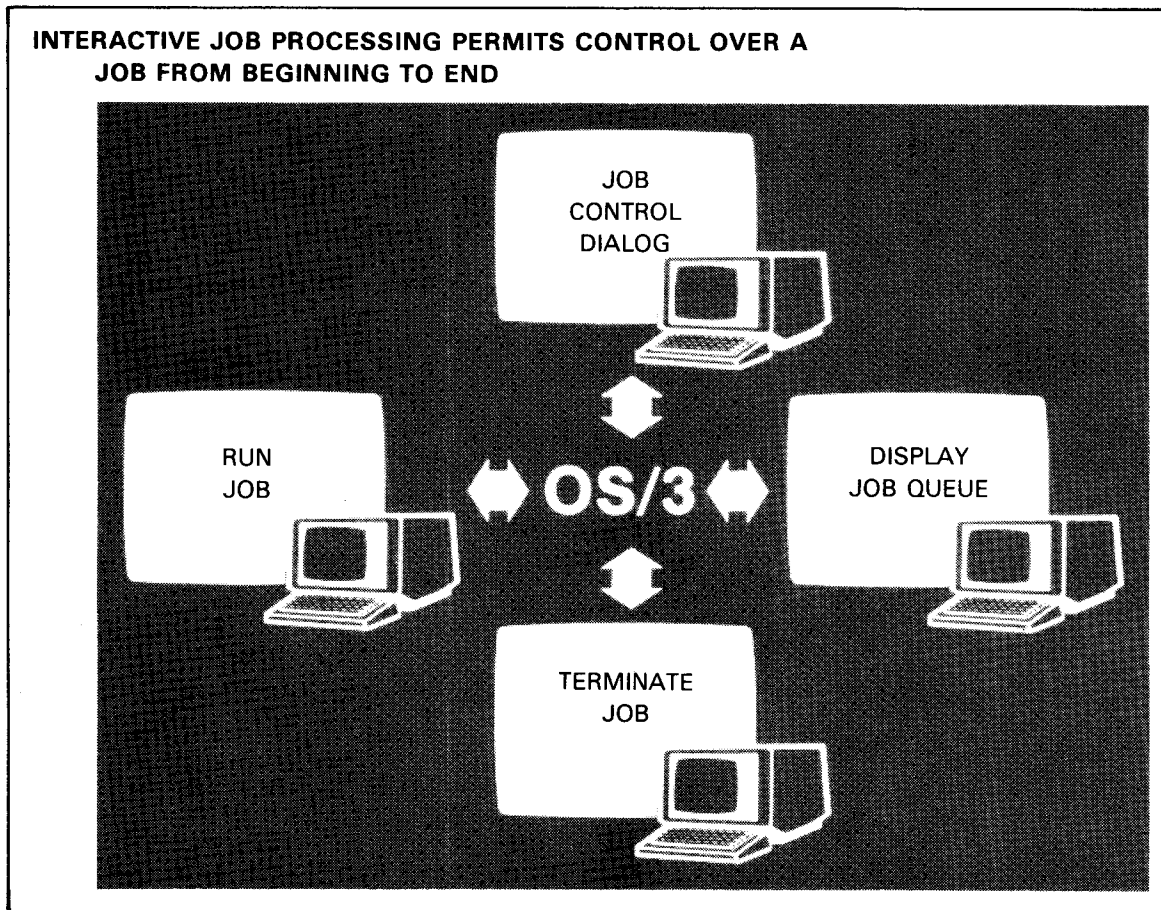 INTERACTIVE JOB PROCESSING PERMITS CONTROL OVER A
JOB FROM BEGINNING TO END
JOB
CONTROL
DIALOG
RUN
JOB
OS/3
DISPLAY
JOB QUEUE
TERMINATE
JOB